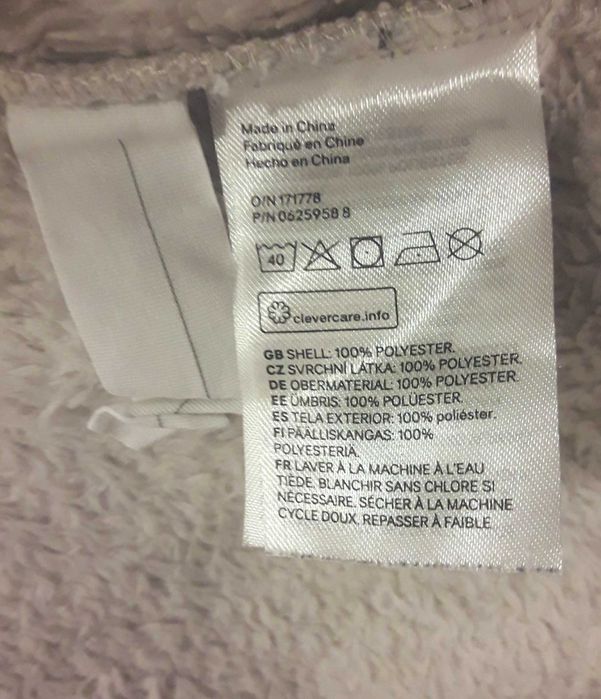 Made in China
Fabriqué en Chine
Hecho en China
O/N 171778
P/N 0625958 8
40
clevercare.info
GB SHELL: 100% POLYESTER.
CZ SVRCHNÍ LÁTKA: 100% POLYESTER.
DE OBERMATERIAL: 100% POLYESTER.
EE ÜMBRIS: 100% POLÜESTER.
ES TELA EXTERIOR: 100% poliéster.
FI PÄÄLLISKANGAS: 100%
POLYESTERIÄ.
FR LAVER À LA MACHINE À L'EAU
TIÈDE. BLANCHIR SANS CHLORE SI
NÉCESSAIRE. SÉCHER À LA MACHINE
CYCLE DOUX. REPASSER À FAIBLE